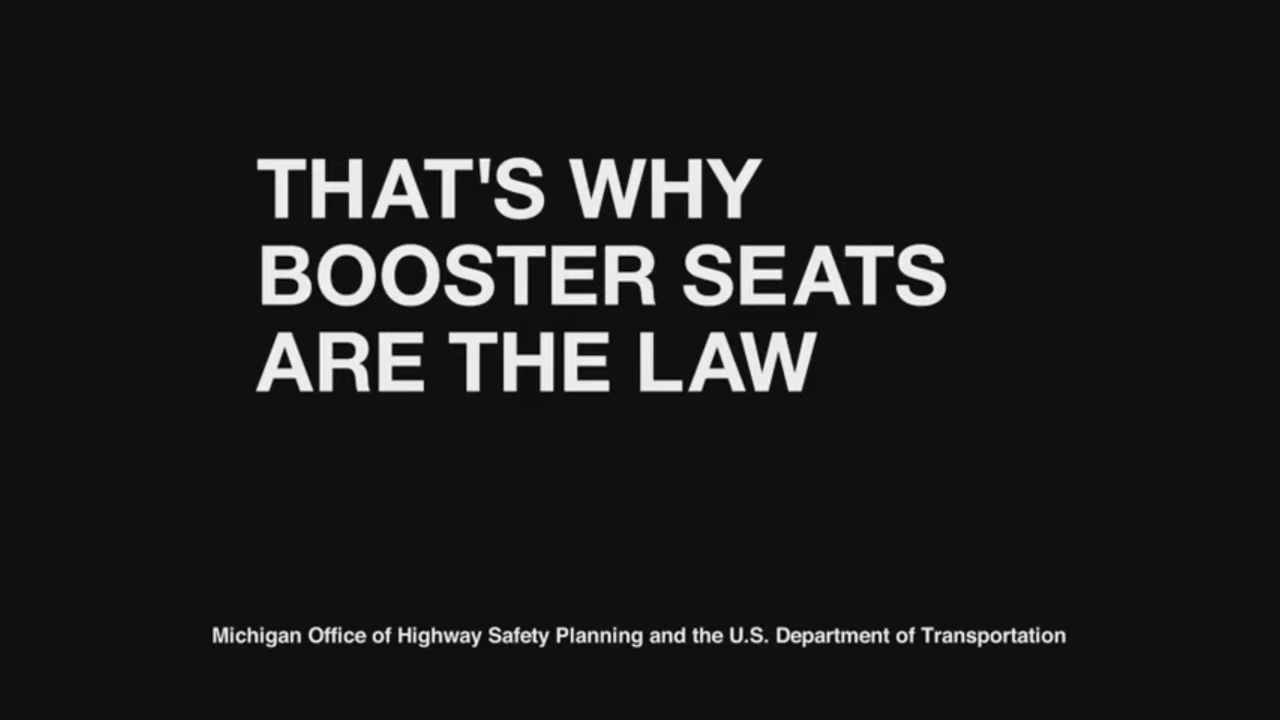 THAT'S WHY
BOOSTER SEATS
ARE THE LAW
Michigan Office of Highway Safety Planning and the U.S. Department of Transportation